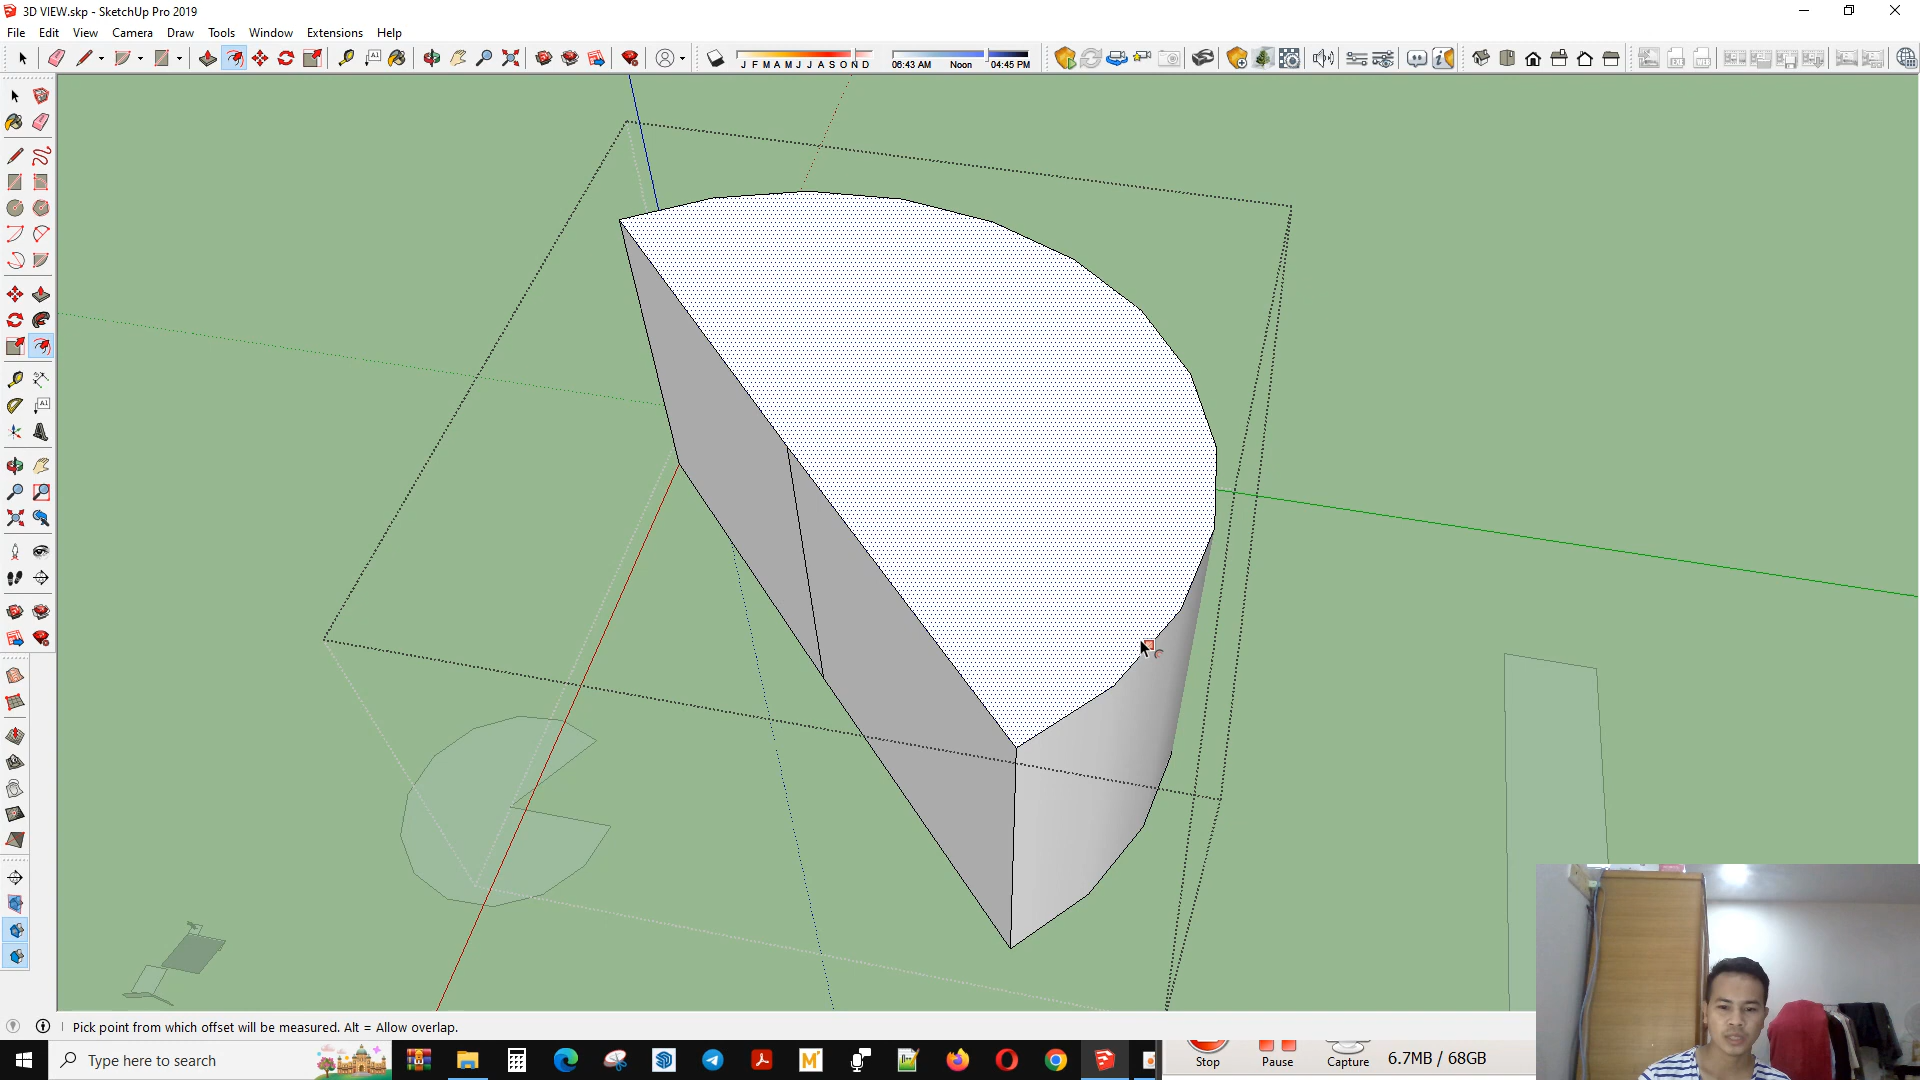 3D VIEW.skp - SketchUp Pro 2019
File Edit View Camera Draw Tools Window Extensions Help
J F M A M J J A S O N D 06:43 AM Noon 04:45 PM
Pick point from which offset will be measured. Alt = Allow overlap.
Type here to search
Stop Pause Capture 6.7MB / 68GB